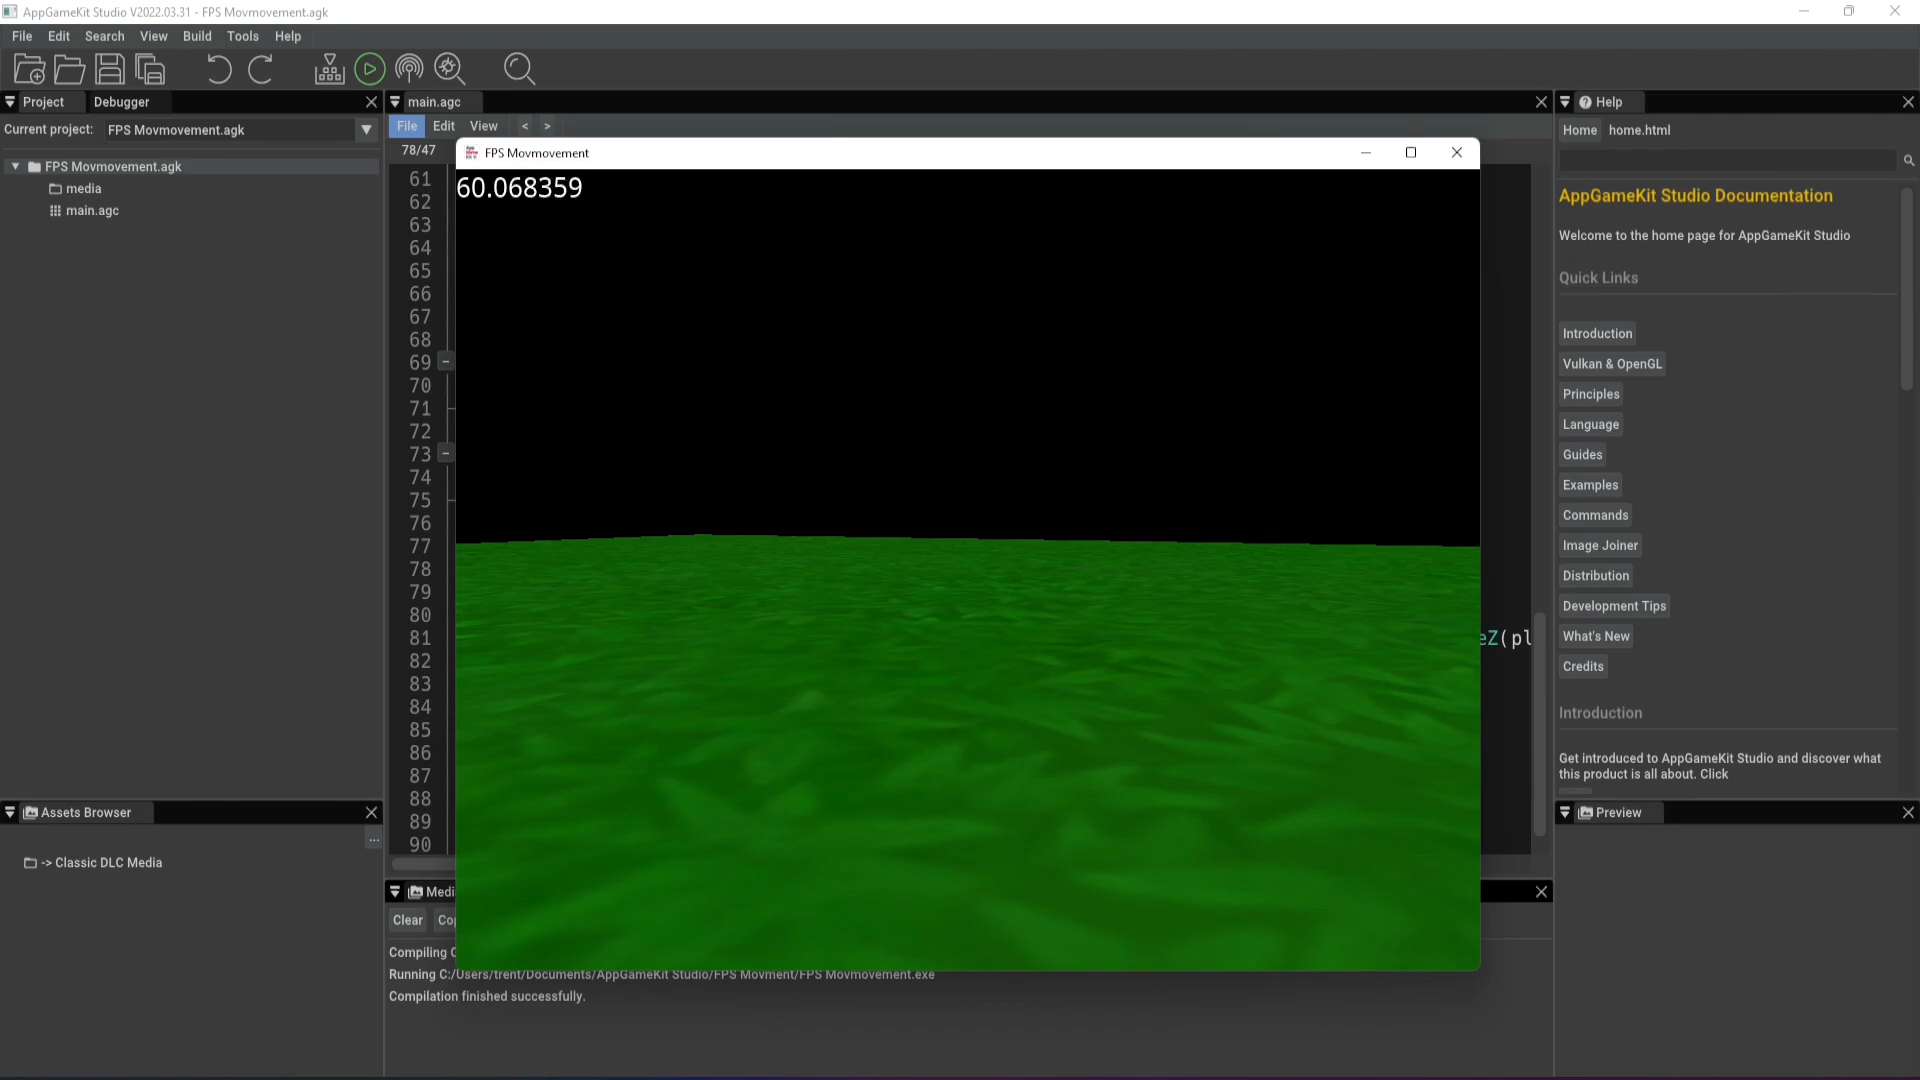 AppGameKit Studio V2022.03.31 - FPS Movmovement.agk
File Edit Search View Build Tools Help
Project Debugger
main.agc
Help
Current project: FPS Movmovement.agk
File Edit View < >
Home home.html
78/47
FPS Movmovement
FPS Movmovement.agk
media
main.agc
60.068359
61
62
63
64
65
66
67
68
69
70
71
72
73
74
75
76
77
78
79
80
81
82
83
84
85
86
87
88
89
90
eZ(pl
AppGameKit Studio Documentation
Welcome to the home page for AppGameKit Studio
Quick Links
Introduction
Vulkan & OpenGL
Principles
Language
Guides
Examples
Commands
Image Joiner
Distribution
Development Tips
What's New
Credits
Introduction
Get introduced to AppGameKit Studio and discover what
this product is all about. Click
Assets Browser
...
-> Classic DLC Media
Preview
Medi
Clear Cop
Compiling C
Running C:/Users/trent/Documents/AppGameKit Studio/FPS Movment/FPS Movmovement.exe
Compilation finished successfully.